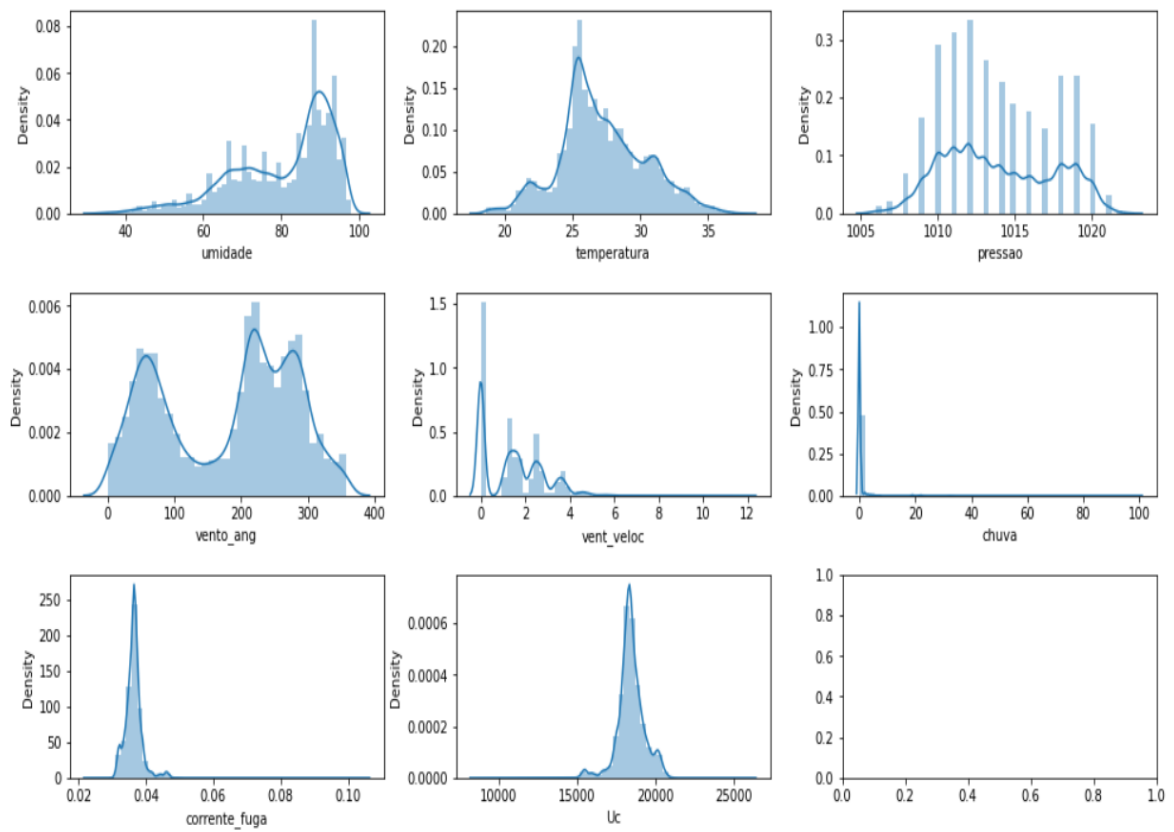 0.08
0.06
0.04
0.02
0.00
Density
40 60 80 100
umidade
0.20
0.15
0.10
0.05
0.00
Density
20 25 30 35
temperatura
0.3
0.2
0.1
0.0
Density
1005 1010 1015 1020
pressao
0.006
0.004
0.002
0.000
Density
0 100 200 300 400
vento_ang
1.5
1.0
0.5
0.0
Density
0 2 4 6 8 10 12
vent_veloc
1.00
0.75
0.50
0.25
0.00
Density
0 20 40 60 80 100
chuva
250
200
150
100
50
0
Density
0.02 0.04 0.06 0.08 0.10
corrente_fuga
0.0006
0.0004
0.0002
0.0000
Density
10000 15000 20000 25000
Uc
1.0
0.8
0.6
0.4
0.2
0.0
0.0 0.2 0.4 0.6 0.8 1.0